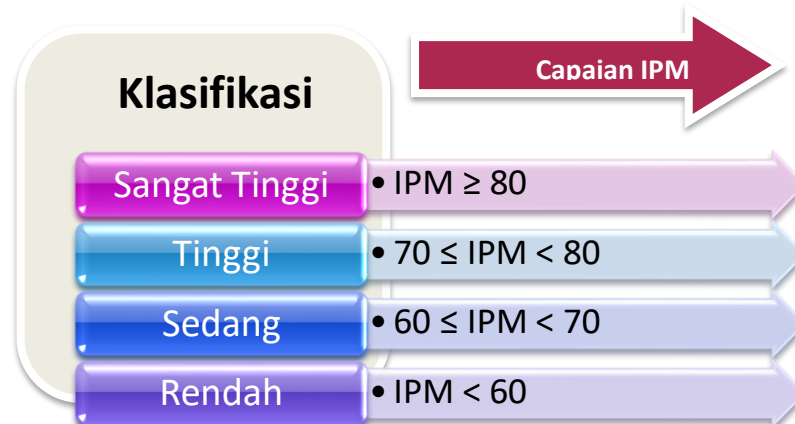 Klasifikasi
Capaian IPM
Sangat Tinggi
• IPM ≥ 80
Tinggi
• 70 ≤ IPM < 80
Sedang
• 60 ≤ IPM < 70
Rendah
• IPM < 60